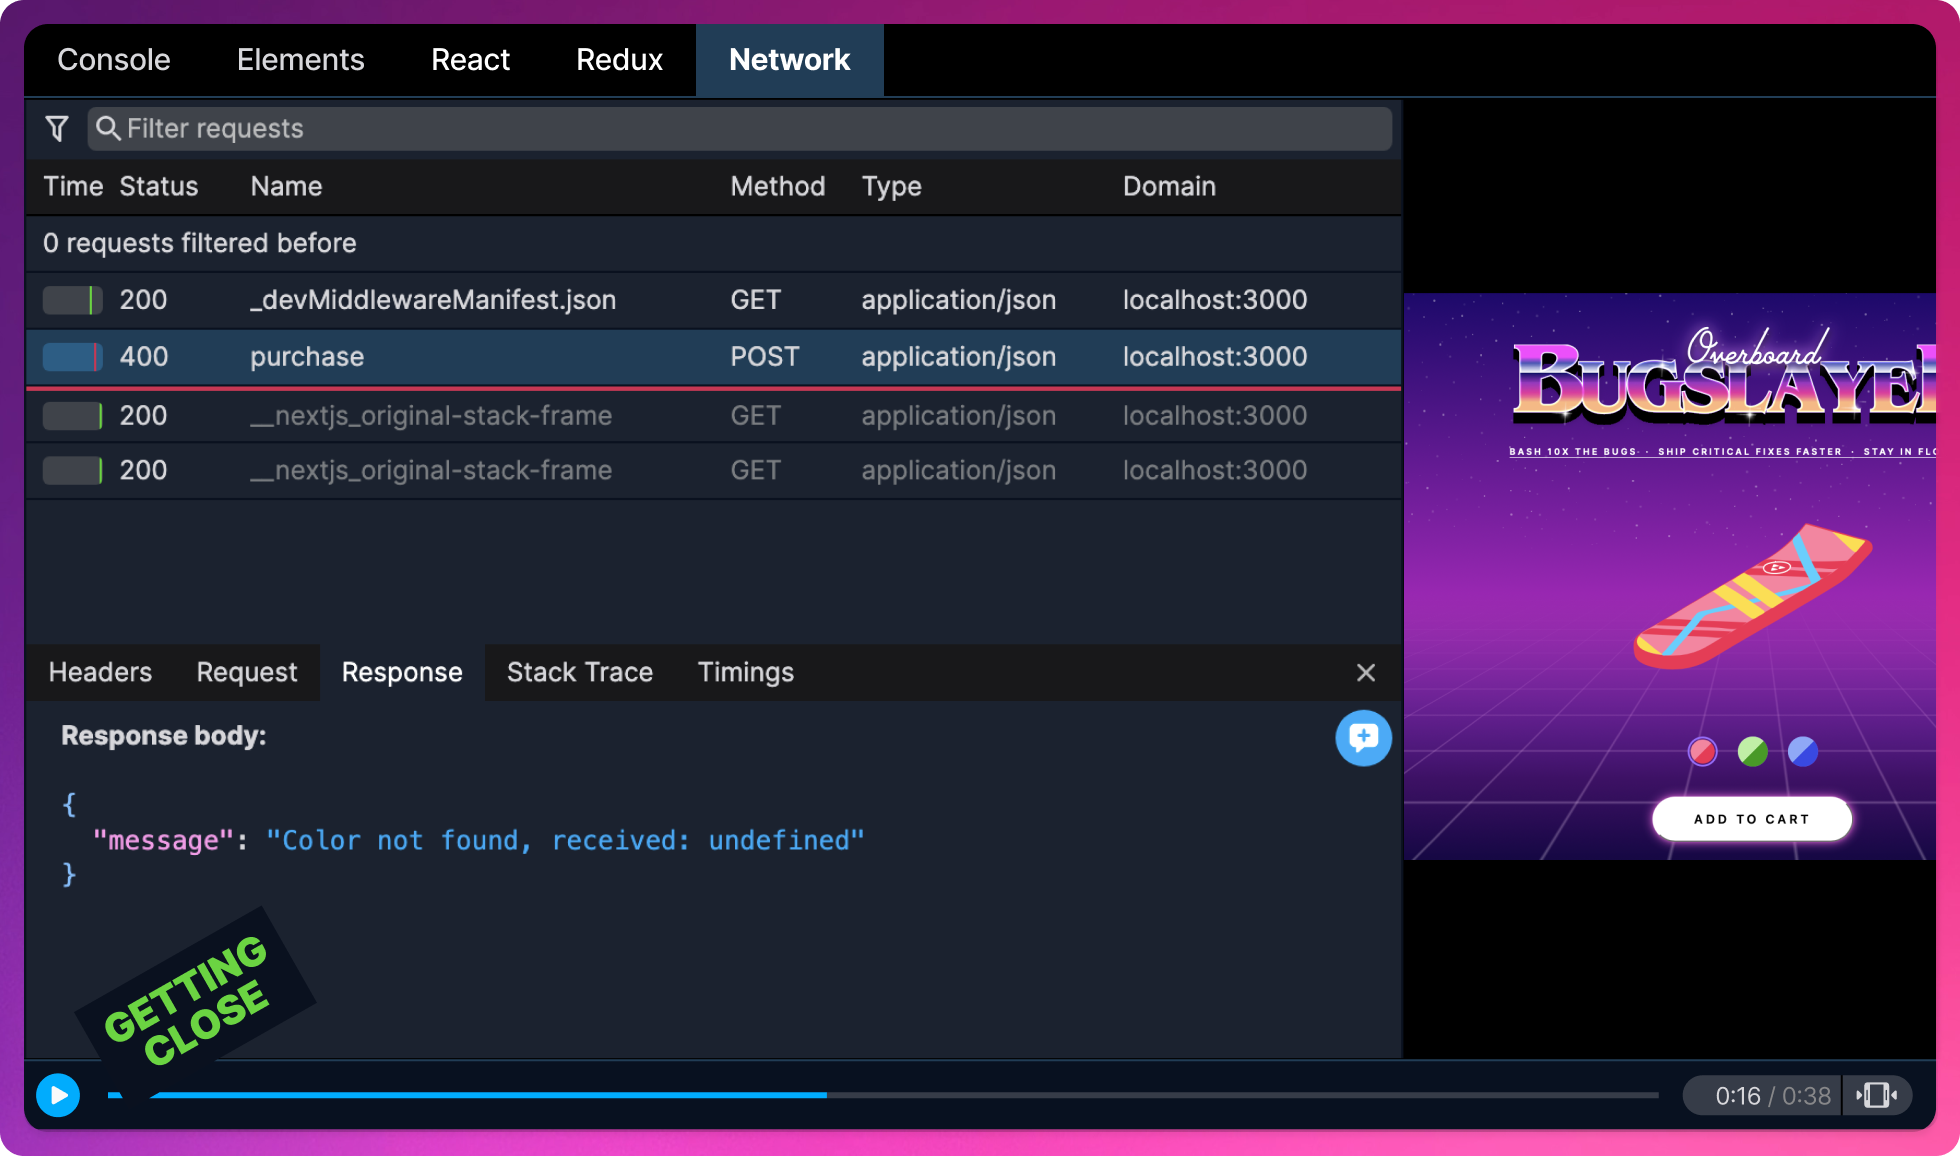 Console Elements React Redux Network
Filter requests
Time Status Name Method Type Domain
0 requests filtered before
200 _devMiddlewareManifest.json GET application/json localhost:3000
400 purchase POST application/json localhost:3000
200 __nextjs_original-stack-frame GET application/json localhost:3000
200 __nextjs_original-stack-frame GET application/json localhost:3000
Headers Request Response Stack Trace Timings
Response body:
{
"message": "Color not found, received: undefined"
}
GETTING
CLOSE
Overboard
BUGSLAYE
BASH 10X THE BUGS · SHIP CRITICAL FIXES FASTER · STAY IN FLO
ADD TO CART
0:16 / 0:38